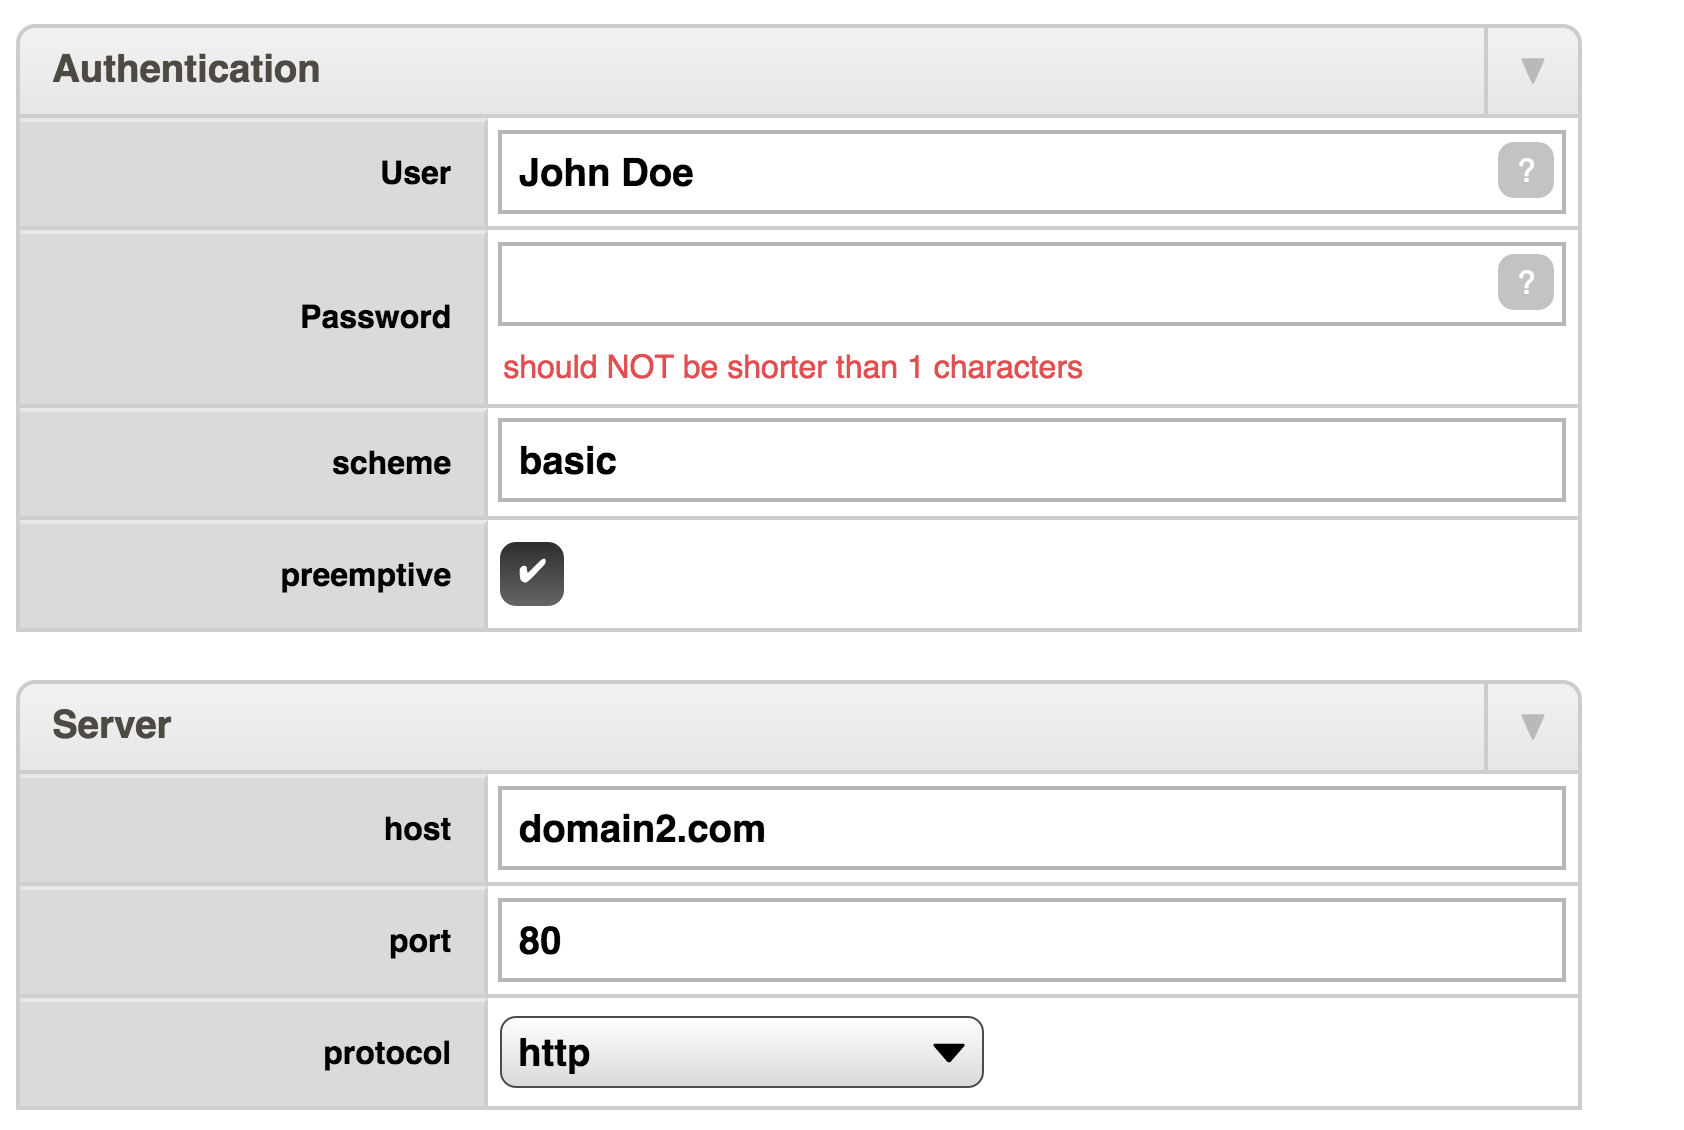 Authentication
User
John Doe
?
Password
?
should NOT be shorter than 1 characters
scheme
basic
preemptive
Server
host
domain2.com
port
80
protocol
http